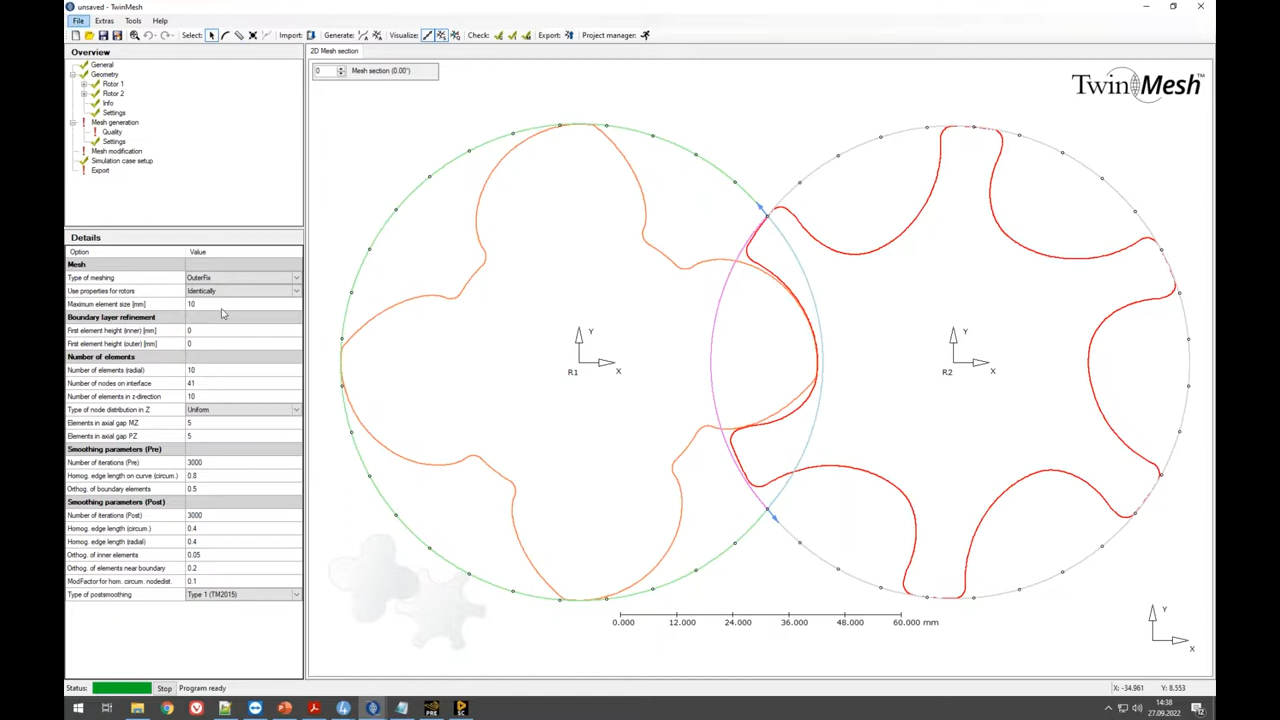 unsaved - TwinMesh
File Extras Tools Help
Select: Import: Generate: Visualize: Check: Export: Project manager:
Overview
General
Geometry
Rotor 1
Rotor 2
Info
Settings
Mesh generation
Quality
Settings
Mesh modification
Simulation case setup
Export
Details
Option Value
Mesh
Type of meshing OuterFix
Use properties for rotors Identically
Maximum element size [mm] 10
Boundary layer refinement
First element height (inner) [mm] 0
First element height (outer) [mm] 0
Number of elements
Number of elements (radial) 10
Number of nodes on interface 41
Number of elements in z-direction 10
Type of node distribution in Z Uniform
Elements in axial gap MZ 5
Elements in axial gap PZ 5
Smoothing parameters (Pre)
Number of iterations (Pre) 3000
Homog. edge length on curve (circum.) 0.8
Orthog. of boundary elements 0.5
Smoothing parameters (Post)
Number of iterations (Post) 3000
Homog. edge length (circum.) 0.4
Homog. edge length (radial) 0.4
Orthog. of inner elements 0.05
Orthog. of elements near boundary 0.2
ModFactor for hom. circum. nodedist. 0.1
Type of postsmoothing Type 1 (TM2015)
2D Mesh section
0 Mesh section (0.00°)
TwinMesh™
Y
R1 X
Y
R2 X
0.000 12.000 24.000 36.000 48.000 60.000 mm
Y
X
Status: Stop Program ready X: -34.961 Y: 8.553
PRE SC
14:38
27.09.2022
12